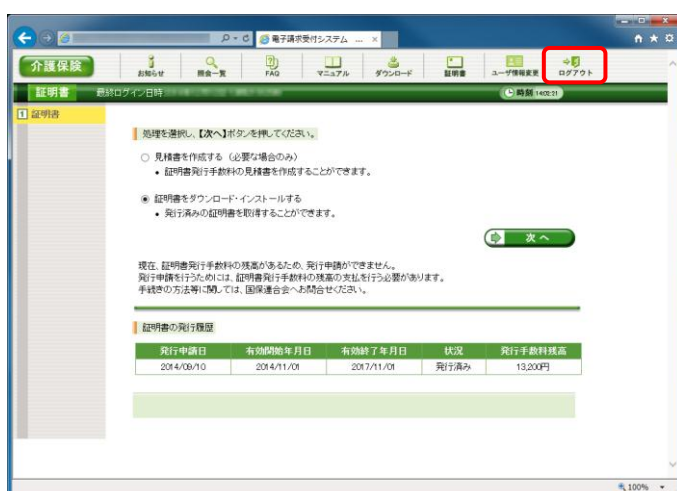 電子請求受付システム ...
介護保険
お知らせ
照会一覧
FAQ
マニュアル
ダウンロード
証明書
ユーザ情報変更
ログアウト
証明書
最終ログイン日時
時刻 14:02:21
1 証明書
処理を選択し、【次へ】ボタンを押してください。
見積書を作成する (必要な場合のみ)
• 証明書発行手数料の見積書を作成することができます。
証明書をダウンロード・インストールする
• 発行済みの証明書を取得することができます。
次へ
現在、証明書発行手数料の残高があるため、発行申請ができません。
発行申請を行うためには、証明書発行手数料の残高の支払を行う必要があります。
手続きの方法等に関しては、国保連合会へお問合せください。
証明書の発行履歴
発行申請日 有効開始年月日 有効終了年月日 状況 発行手数料残高
2014/09/10 2014/11/01 2017/11/01 発行済み 13,200円
100%